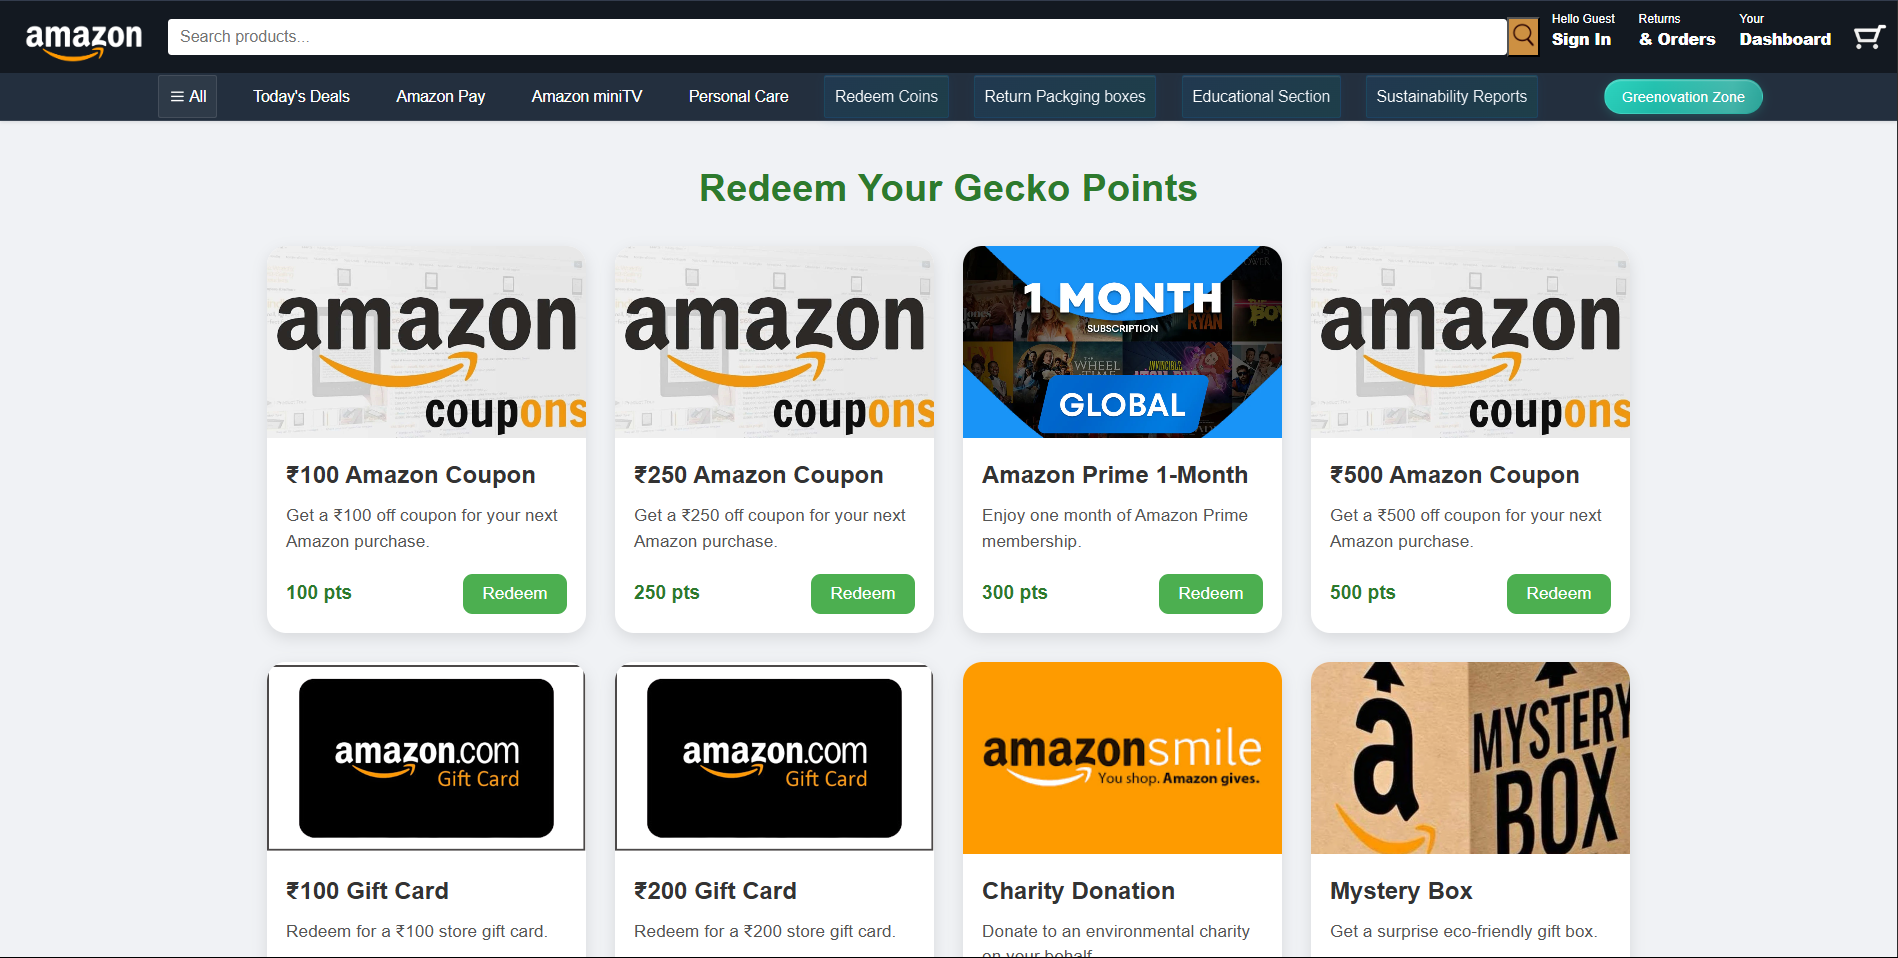 amazon
Search products...
Hello Guest
Sign In
Returns
& Orders
Your
Dashboard
All
Today's Deals
Amazon Pay
Amazon miniTV
Personal Care
Redeem Coins
Return Packging boxes
Educational Section
Sustainability Reports
Greenovation Zone
Redeem Your Gecko Points
amazon
coupons
amazon
coupons
1 MONTH
SUBSCRIPTION
RYAN
THE
WHEEL
TIME
INVINCIBLE
GLOBAL
amazon
coupons
₹100 Amazon Coupon
Get a ₹100 off coupon for your next
Amazon purchase.
100 pts
Redeem
₹250 Amazon Coupon
Get a ₹250 off coupon for your next
Amazon purchase.
250 pts
Redeem
Amazon Prime 1-Month
Enjoy one month of Amazon Prime
membership.
300 pts
Redeem
₹500 Amazon Coupon
Get a ₹500 off coupon for your next
Amazon purchase.
500 pts
Redeem
amazon.com
Gift Card
amazon.com
Gift Card
amazonsmile
You shop. Amazon gives.
a
MYSTERY
BOX
₹100 Gift Card
Redeem for a ₹100 store gift card.
₹200 Gift Card
Redeem for a ₹200 store gift card.
Charity Donation
Donate to an environmental charity
on your behalf
Mystery Box
Get a surprise eco-friendly gift box.